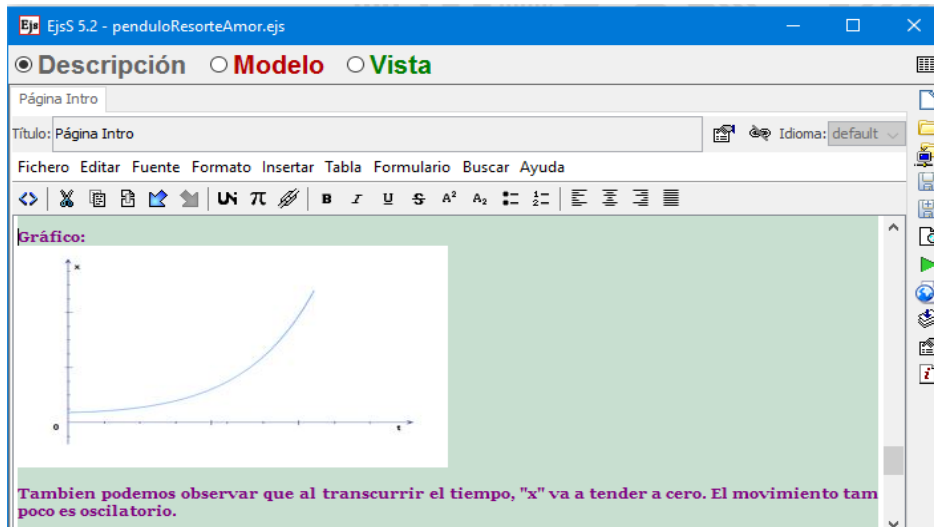 EjsS 5.2 - penduloResorteAmor.ejs
Descripción Modelo Vista
Página Intro
Título: Página Intro Idioma: default
Fichero Editar Fuente Formato Insertar Tabla Formulario Buscar Ayuda
Gráfico:
x
0
t
Tambien podemos observar que al transcurrir el tiempo, "x" va a tender a cero. El movimiento tam
poco es oscilatorio.